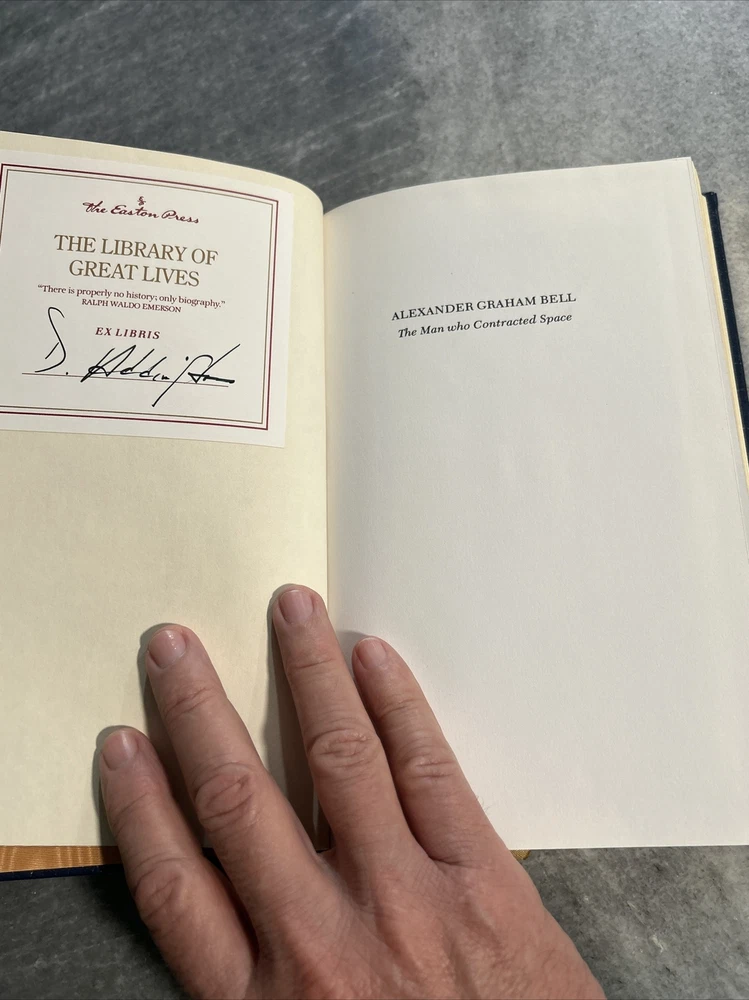 The Easton Press
THE LIBRARY OF
GREAT LIVES
“There is properly no history; only biography.”
RALPH WALDO EMERSON
EX LIBRIS
D. Addington
ALEXANDER GRAHAM BELL
The Man who Contracted Space